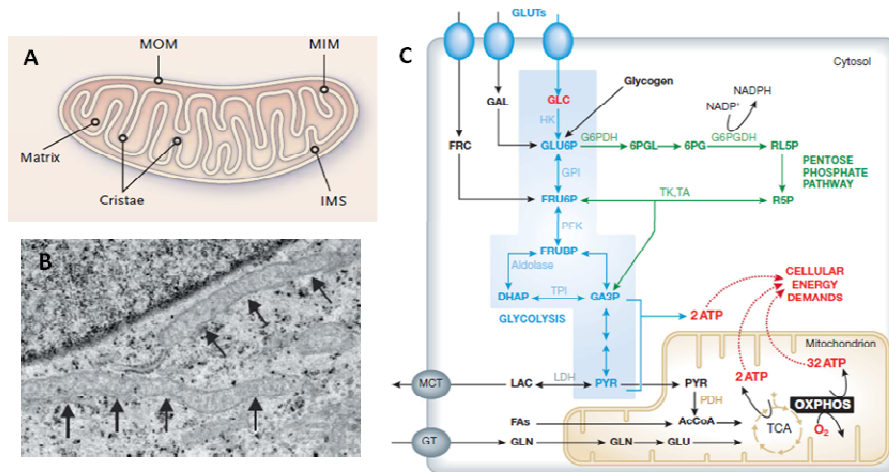 A
MOM
MIM
Matrix
Cristae
IMS
B
C
GLUTs
Cytosol
Glycogen
NADPH
NADP⁺
GAL
GLC
HK
FRC
GLU6P
G6PDH
6PGL
6PG
G6PGDH
RL5P
GPI
PENTOSE
PHOSPHATE
PATHWAY
FRU6P
TK,TA
R5P
PFK
FRUBP
Aldolase
CELLULAR
ENERGY
DEMANDS
DHAP
TPI
GA3P
GLYCOLYSIS
2 ATP
Mitochondrion
32 ATP
MCT
LAC
LDH
PYR
PYR
2 ATP
PDH
OXPHOS
FAs
AcCoA
TCA
O₂
GT
GLN
GLN
GLU